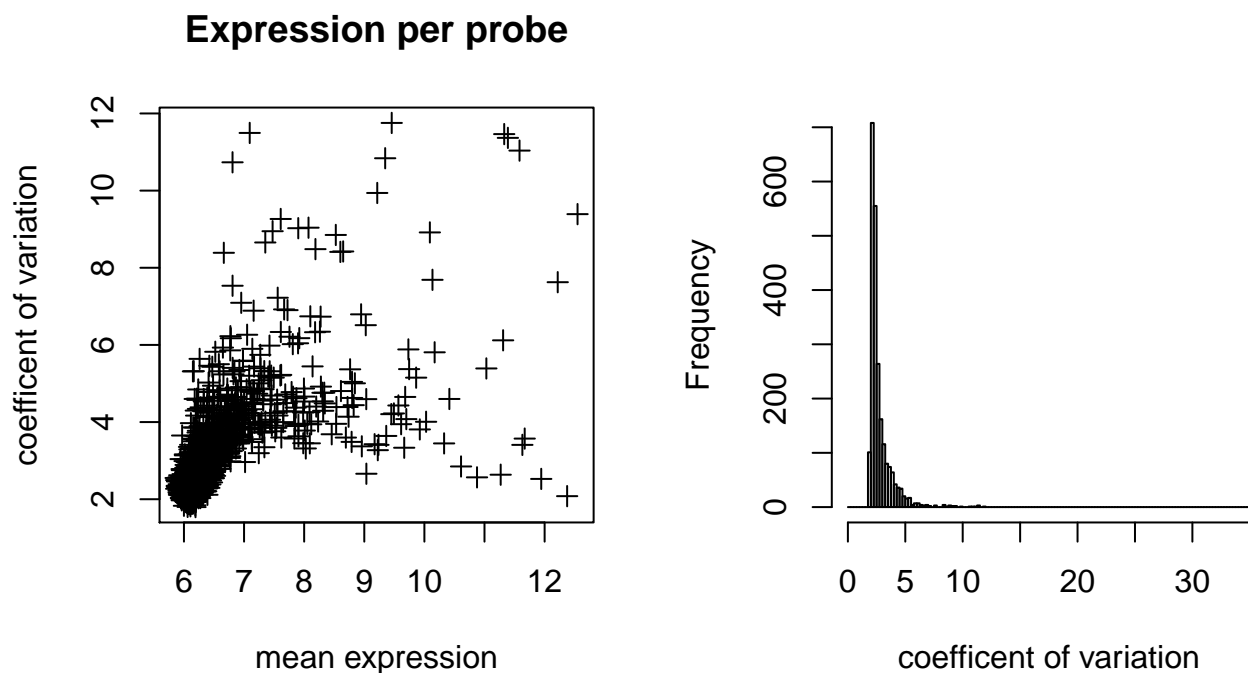 Expression per probe
coefficent of variation
2 4 6 8 10 12
6 7 8 9 10 12
mean expression
Frequency
0 200 400 600
0 5 10 20 30
coefficent of variation